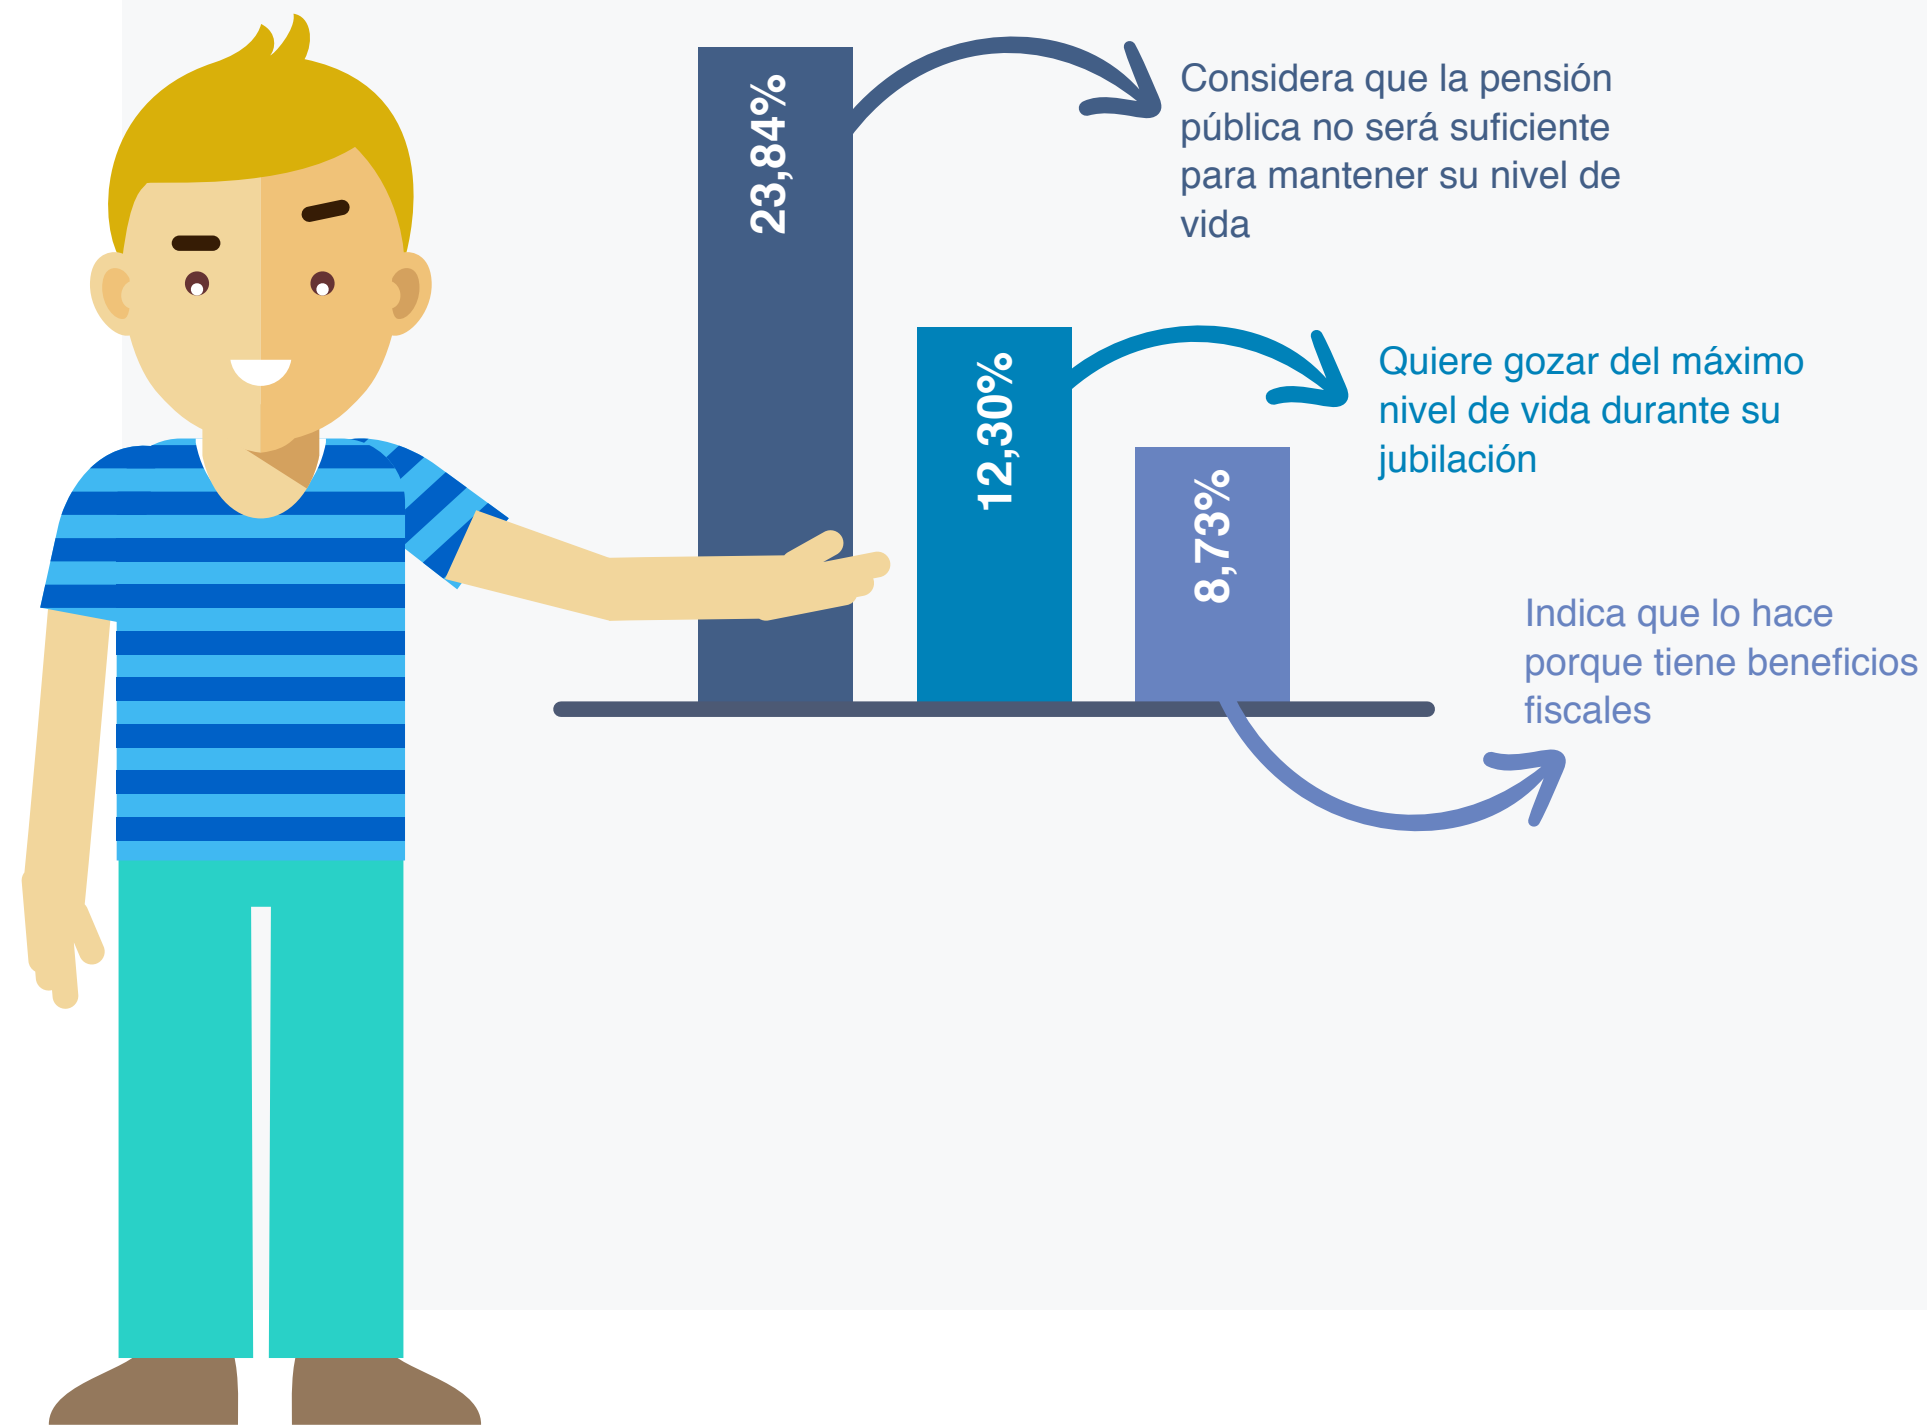 23,84%
Considera que la pensión
pública no será suficiente
para mantener su nivel de
vida
12,30%
Quiere gozar del máximo
nivel de vida durante su
jubilación
8,73%
Indica que lo hace
porque tiene beneficios
fiscales